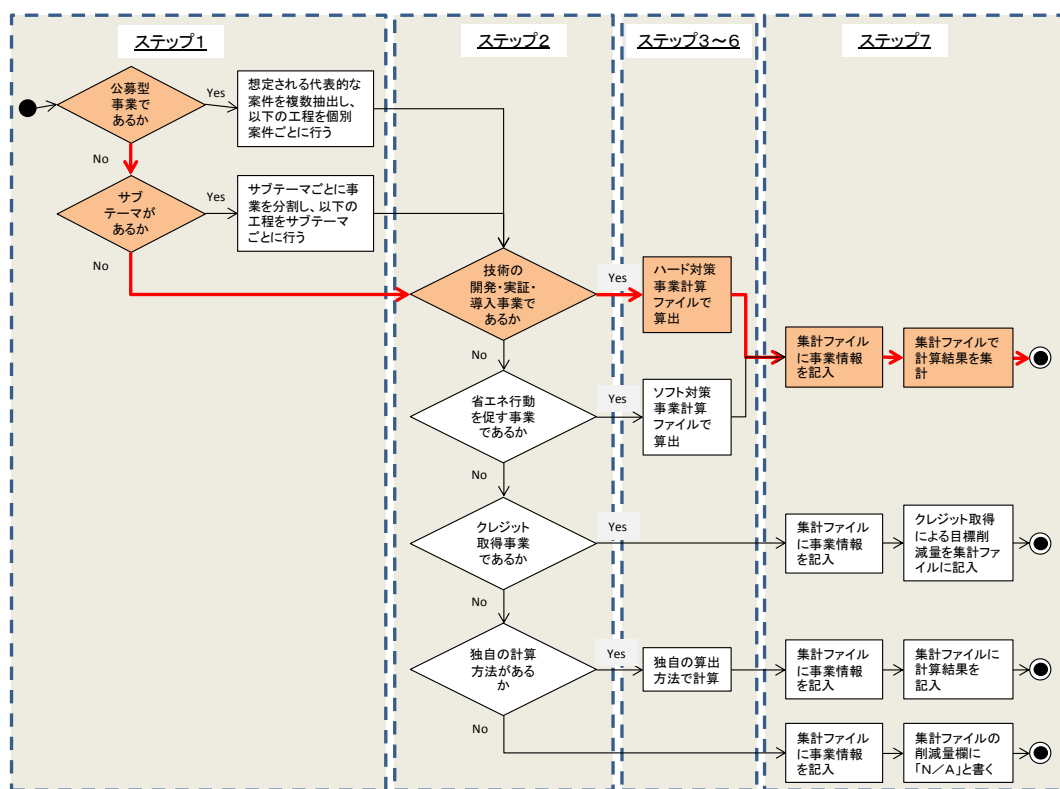 ステップ1
ステップ2
ステップ3～6
ステップ7
公募型
事業で
あるか
Yes
想定される代表的な
案件を複数抽出し、
以下の工程を個別
案件ごとに行う
No
サブ
テーマが
あるか
Yes
サブテーマごとに事
業を分割し、以下の
工程をサブテーマ
ごとに行う
No
技術の
開発・実証・
導入事業で
あるか
Yes
ハード対策
事業計算
ファイルで
算出
集計ファイル
に事業情報
を記入
集計ファイルで
計算結果を集
計
No
省エネ行動
を促す事業
であるか
Yes
ソフト対策
事業計算
ファイルで
算出
No
クレジット
取得事業
であるか
Yes
集計ファイル
に事業情報
を記入
クレジット取得
による目標削
減量を集計ファ
イルに記入
No
独自の計算
方法がある
か
Yes
独自の算出
方法で計算
集計ファイル
に事業情報
を記入
集計ファイルに
計算結果を
記入
No
集計ファイル
に事業情報
を記入
集計ファイルの
削減量欄に
「N／A」と書く